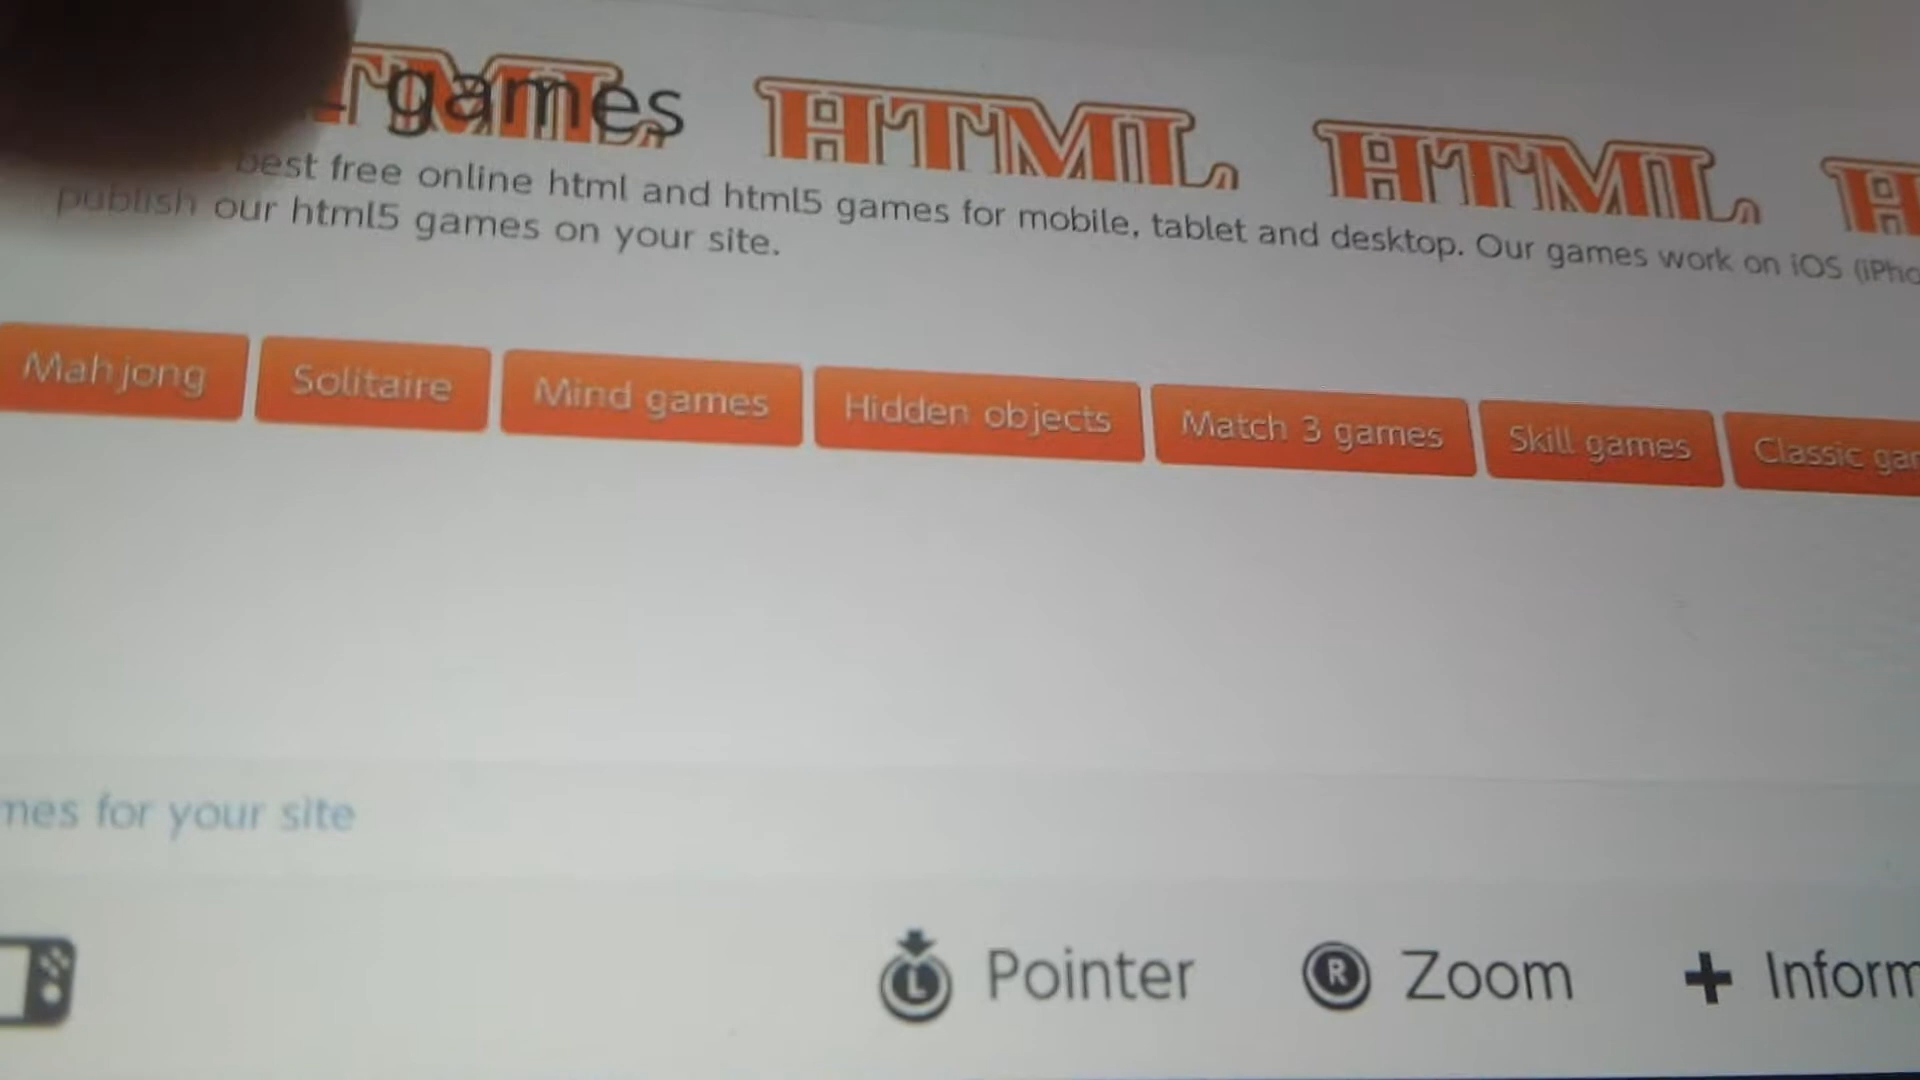 games HTML HTML
best free online html and html5 games for mobile, tablet and desktop. Our games work on iOS
publish our html5 games on your site.
Mahjong Solitaire Mind games Hidden objects Match 3 games Skill games Classic
for your site
L Pointer R Zoom + Inform